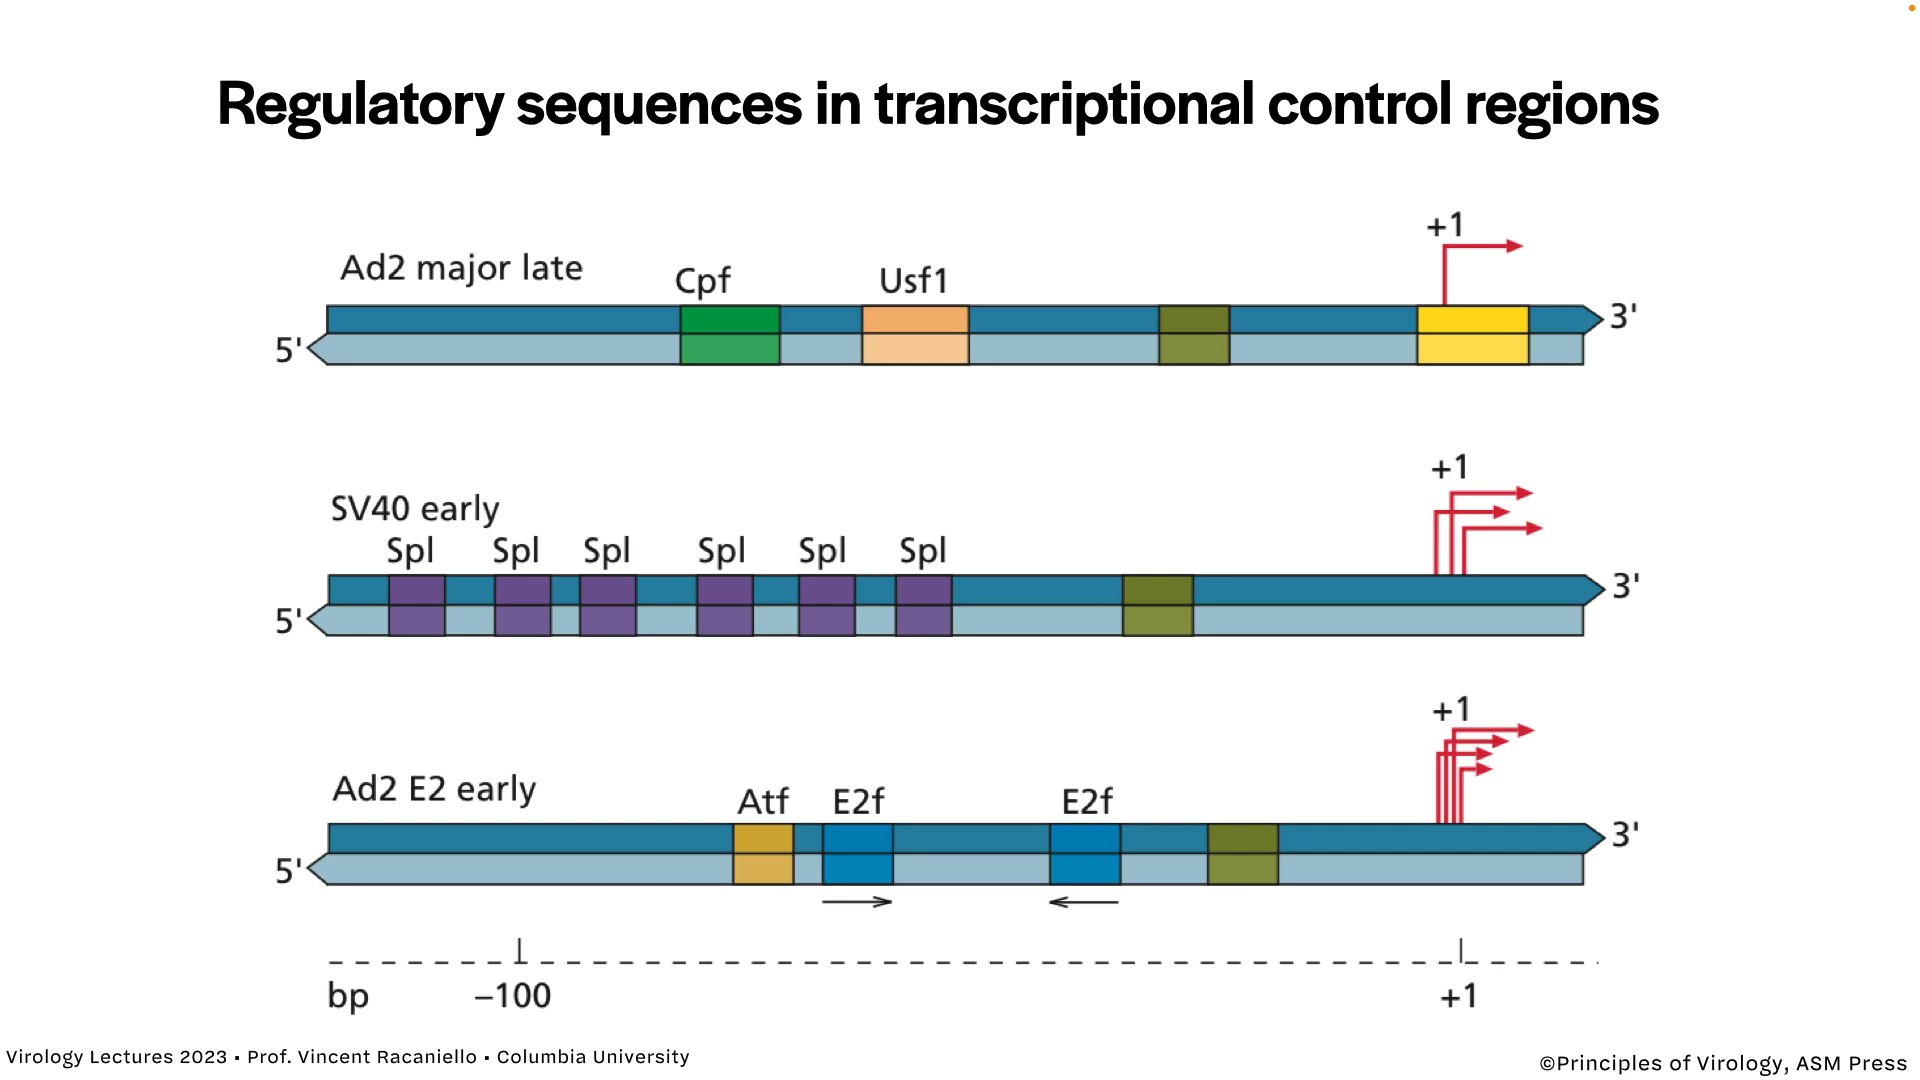 Regulatory sequences in transcriptional control regions
+1
Ad2 major late
Cpf
Usf1
3'
5'
+1
SV40 early
Spl Spl Spl Spl Spl Spl
3'
5'
+1
Ad2 E2 early
Atf E2f E2f
3'
5'
bp –100 +1
Virology Lectures 2023 • Prof. Vincent Racaniello • Columbia University
©Principles of Virology, ASM Press